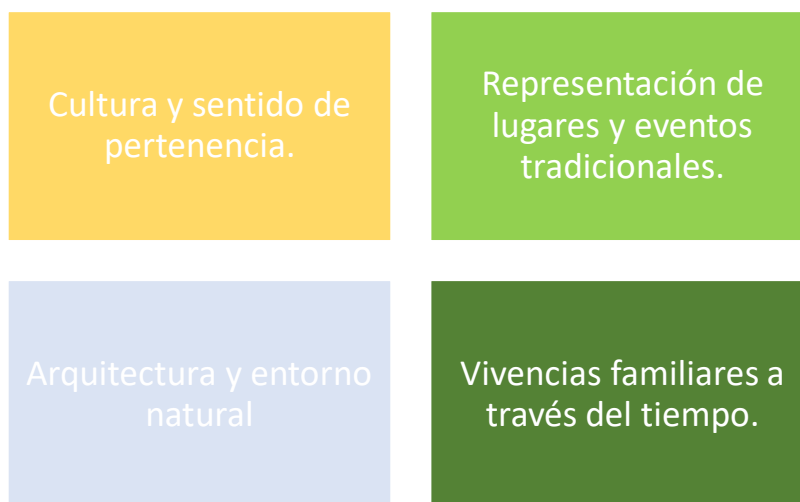 Cultura y sentido de
pertenencia.
Representación de
lugares y eventos
tradicionales.
Arquitectura y entorno
natural
Vivencias familiares a
través del tiempo.